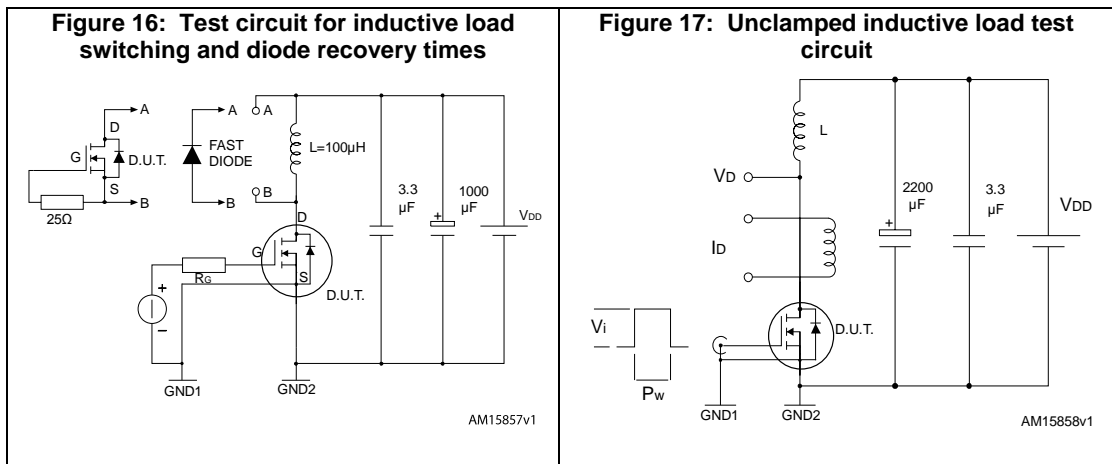 Figure 16: Test circuit for inductive load
switching and diode recovery times
A
D
G
D.U.T.
S
B
25Ω
A
FAST
DIODE
B
A
L=100µH
B
D
G
RG
S
D.U.T.
+
–
3.3
µF
1000
+ µF
VDD
GND1
GND2
AM15857v1
Figure 17: Unclamped inductive load test
circuit
L
VD
ID
2200
+ µF
3.3
µF
VDD
Vi
Pw
D.U.T.
GND1
GND2
AM15858v1